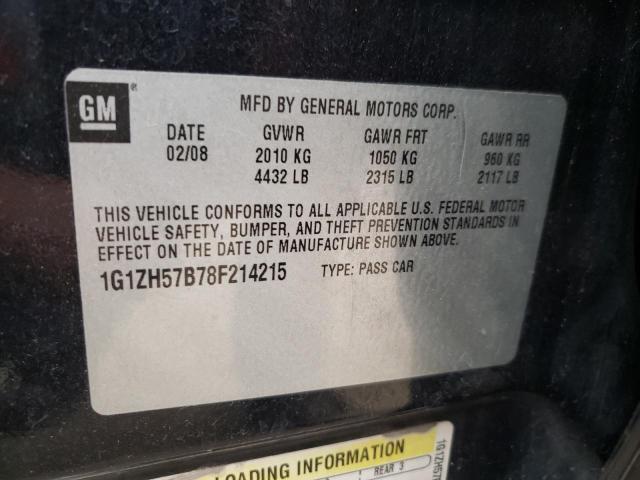 GM ®
MFD BY GENERAL MOTORS CORP.
DATE GVWR GAWR FRT GAWR RR
02/08 2010 KG 1050 KG 960 KG
4432 LB 2315 LB 2117 LB
THIS VEHICLE CONFORMS TO ALL APPLICABLE U.S. FEDERAL MOTOR
VEHICLE SAFETY, BUMPER, AND THEFT PREVENTION STANDARDS IN
EFFECT ON THE DATE OF MANUFACTURE SHOWN ABOVE.
1G1ZH57B78F214215 TYPE: PASS CAR
LOADING INFORMATION
REAR 3
1G1ZH57